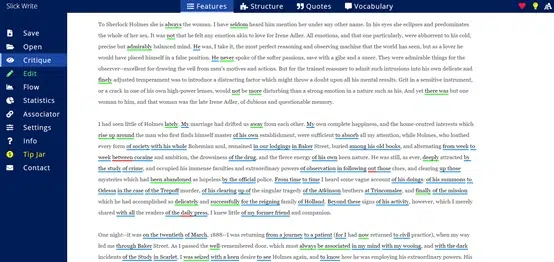 Slick Write
Features
Structure
Quotes
Vocabulary
Save
Open
Critique
Edit
Flow
Statistics
Associator
Settings
Info
Tip Jar
Contact
To Sherlock Holmes she is always the woman. I have seldom heard him mention her under any other name. In his eyes she eclipses and predominates
the whole of her sex. It was not that he felt any emotion akin to love for Irene Adler. All emotions, and that one particularly, were abhorrent to his cold,
precise but admirably balanced mind. He was, I take it, the most perfect reasoning and observing machine that the world has seen, but as a lover he
would have placed himself in a false position. He never spoke of the softer passions, save with a gibe and a sneer. They were admirable things for the
observer—excellent for drawing the veil from men's motives and actions. But for the trained reasoner to admit such intrusions into his own delicate and
finely adjusted temperament was to introduce a distracting factor which might throw a doubt upon all his mental results. Grit in a sensitive instrument,
or a crack in one of his own high-power lenses, would not be more disturbing than a strong emotion in a nature such as his. And yet there was but one
woman to him, and that woman was the late Irene Adler, of dubious and questionable memory.
I had seen little of Holmes lately. My marriage had drifted us away from each other. My own complete happiness, and the home-centred interests which
rise up around the man who first finds himself master of his own establishment, were sufficient to absorb all my attention, while Holmes, who loathed
every form of society with his whole Bohemian soul, remained in our lodgings in Baker Street, buried among his old books, and alternating from week to
week between cocaine and ambition, the drowsiness of the drug, and the fierce energy of his own keen nature. He was still, as ever, deeply attracted by
the study of crime, and occupied his immense faculties and extraordinary powers of observation in following out those clues, and clearing up those
mysteries which had been abandoned as hopeless by the official police. From time to time I heard some vague account of his doings: of his summons to
Odessa in the case of the Trepoff murder, of his clearing up of the singular tragedy of the Atkinson brothers at Trincomalee, and finally of the mission
which he had accomplished so delicately and successfully for the reigning family of Holland. Beyond these signs of his activity, however, which I merely
shared with all the readers of the daily press, I knew little of my former friend and companion.
One night—it was on the twentieth of March, 1888—I was returning from a journey to a patient (for I had now returned to civil practice), when my way
led me through Baker Street. As I passed the well-remembered door, which must always be associated in my mind with my wooing, and with the dark
incidents of the Study in Scarlet, I was seized with a keen desire to see Holmes again, and to know how he was employing his extraordinary powers. His